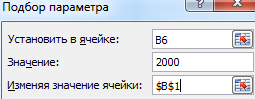 Подбор параметра
Установить в ячейке: B6
Значение: 2000
Изменяя значение ячейки: $B$1